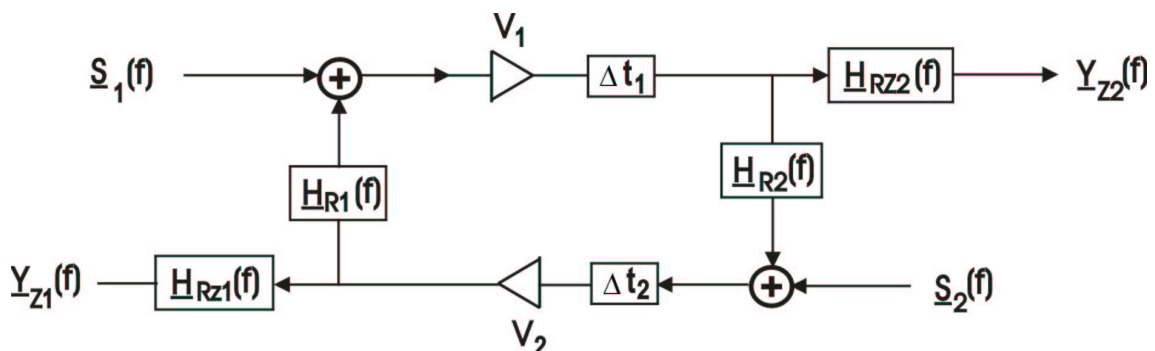 V1
S1(f)
+
Δt1
HRZ2(f)
YZ2(f)
HR1(f)
HR2(f)
YZ1(f)
HRz1(f)
Δt2
+
S2(f)
V2